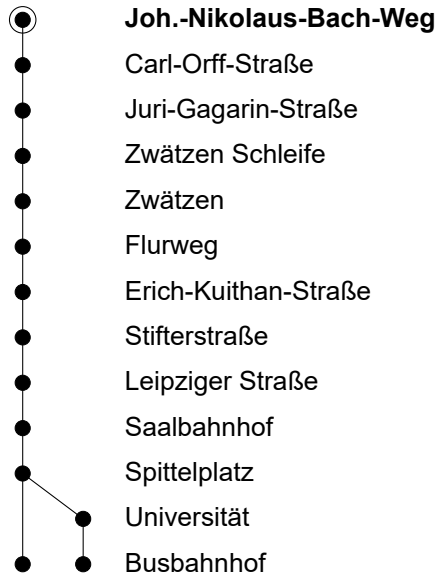 Joh.-Nikolaus-Bach-Weg
Carl-Orff-Straße
Juri-Gagarin-Straße
Zwätzen Schleife
Zwätzen
Flurweg
Erich-Kuithan-Straße
Stifterstraße
Leipziger Straße
Saalbahnhof
Spittelplatz
Universität
Busbahnhof